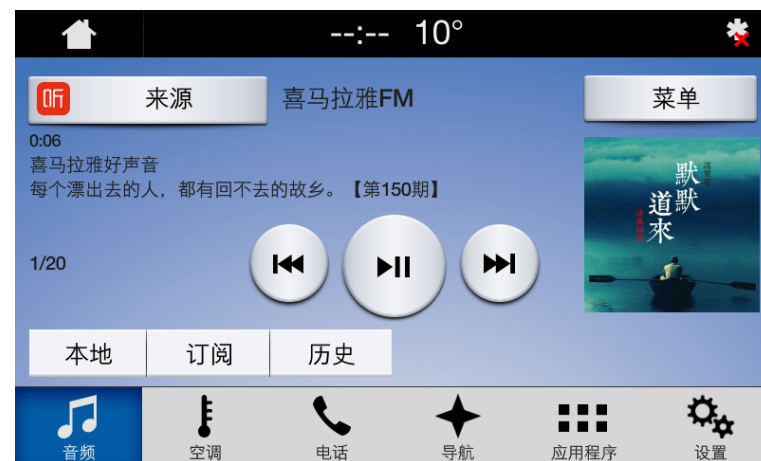 --:-- 10°
听 来源 喜马拉雅FM 菜单
0:06
喜马拉雅好声音
每个漂出去的人，都有回不去的故乡。【第150期】
1/20
默默
道來
本地 订阅 历史
音频 空调 电话 导航 应用程序 设置